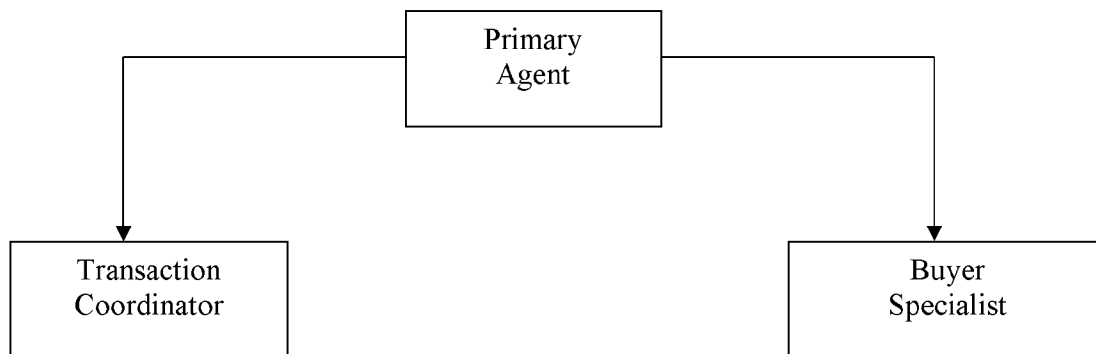 Primary
Agent
Transaction
Coordinator
Buyer
Specialist